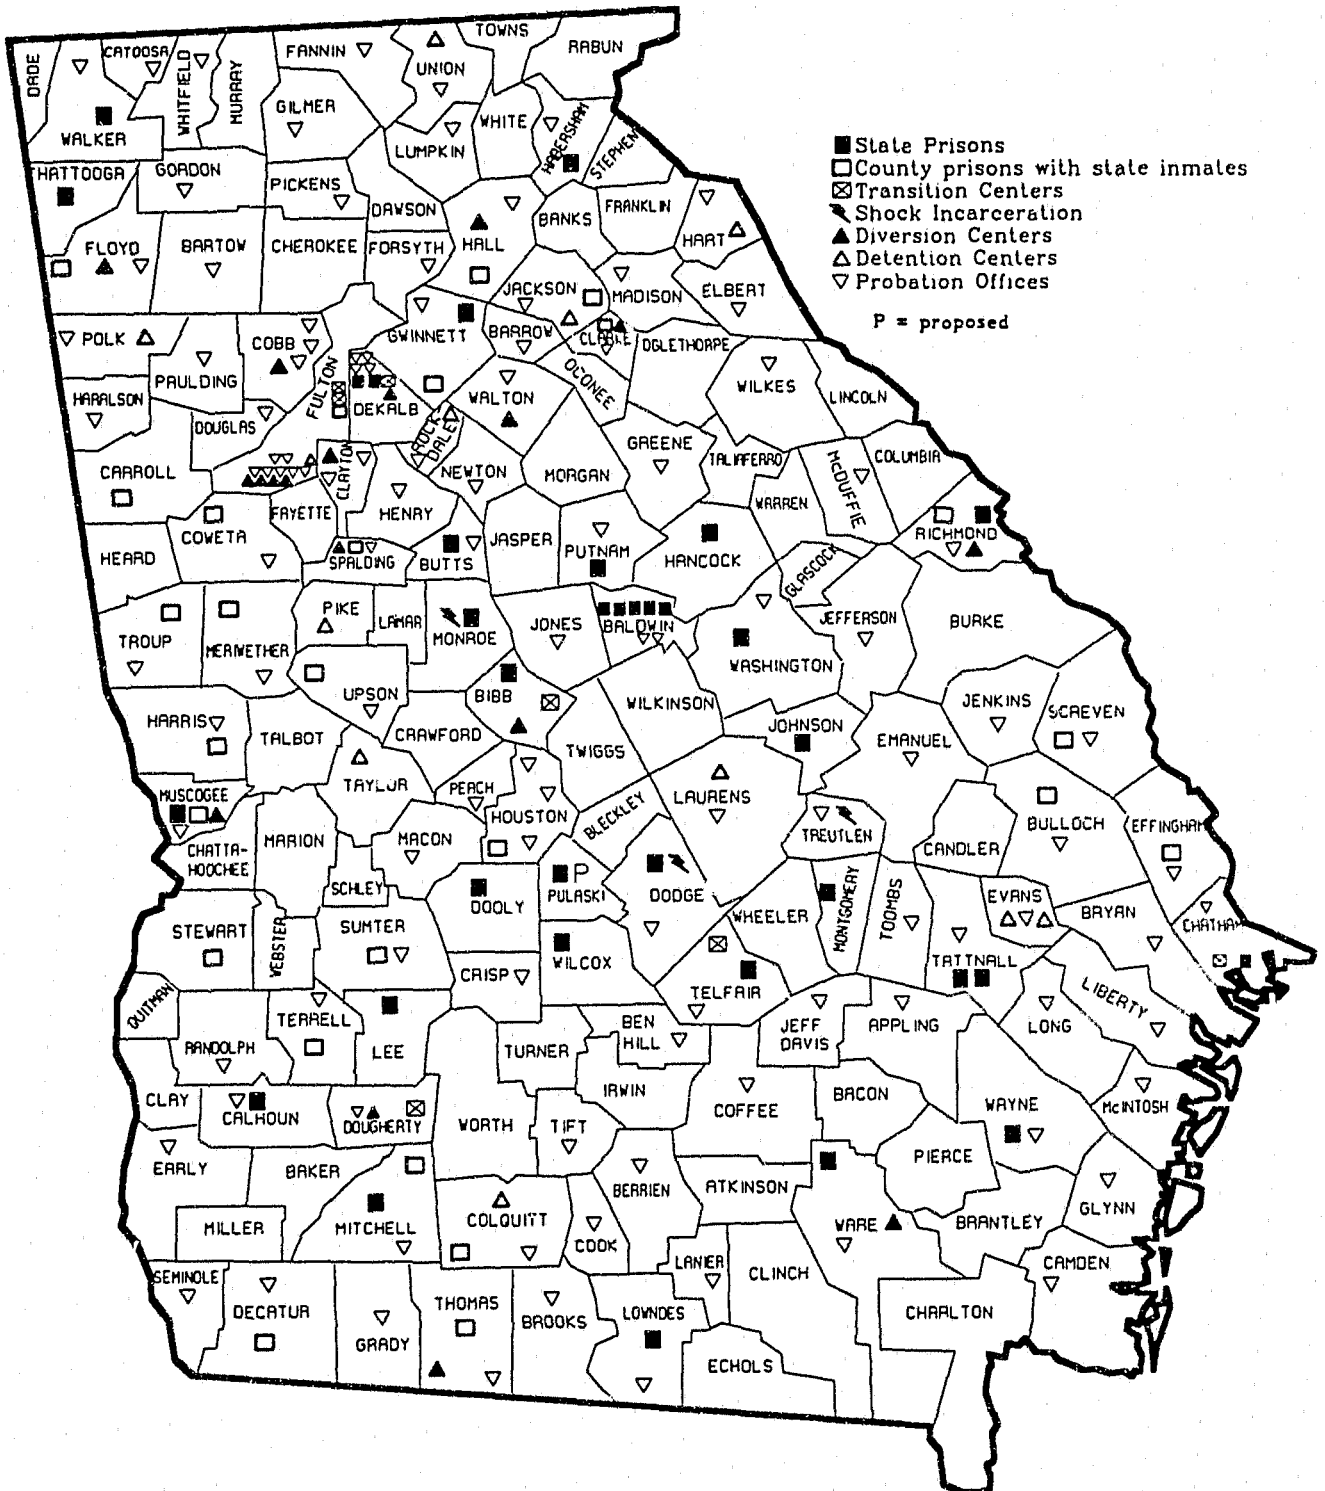 TOWNS
RABUN
FANNIN
CATOOSA
DADE
UNION
WHITFIELD
MURRAY
GILMER
WHITE
HABERSHAM
STEPHENS
WALKER
LUMPKIN
State Prisons
County prisons with state inmates
Transition Centers
Shock Incarceration
Diversion Centers
Detention Centers
Probation Offices
P = proposed
HATTOOGA
GORDON
PICKENS
DAWSON
BANKS
FRANKLIN
HART
FLOYD
BARTOW
CHEROKEE
FORSYTH
HALL
JACKSON
MADISON
ELBERT
POLK
COBB
GWINNETT
BARROW
CLARKE
OGLETHORPE
PAULDING
FULTON
OCONEE
WILKES
LINCOLN
HARALSON
DOUGLAS
DEKALB
WALTON
ROCK
DALE
GREENE
TALIAFERRO
McDUFFIE
COLUMBIA
CARROLL
CLAYTON
NEWTON
MORGAN
WARREN
FAYETTE
HENRY
COWETA
HEARD
SPALDING
BUTTS
JASPER
PUTNAM
HANCOCK
GLASCOCK
RICHMOND
TROUP
MERIWETHER
PIKE
LAMAR
MONROE
JONES
BALDWIN
WASHINGTON
JEFFERSON
BURKE
UPSON
BIBB
WILKINSON
JENKINS
SCREVEN
HARRIS
TALBOT
CRAWFORD
TWIGGS
JOHNSON
EMANUEL
MUSCOGEE
TAYLOR
PEACH
HOUSTON
BLECKLEY
LAURENS
TREUTLEN
CANDLER
BULLOCH
EFFINGHAM
CHATTA-
HOOCHEE
MARION
MACON
SCHLEY
DOOLY
P
PULASKI
DODGE
WHEELER
MONTGOMERY
TOOMBS
EVANS
BRYAN
CHATHAM
STEWART
WEBSTER
SUMTER
CRISP
WILCOX
TELFAIR
TATTNALL
LIBERTY
QUITMAN
RANDOLPH
TERRELL
LEE
TURNER
BEN
HILL
JEFF
DAVIS
APPLING
LONG
CLAY
CALHOUN
DOUGHERTY
WORTH
TIFT
IRWIN
COFFEE
BACON
WAYNE
McINTOSH
EARLY
BAKER
MITCHELL
COLQUITT
COOK
BERRIEN
ATKINSON
PIERCE
WARE
BRANTLEY
GLYNN
MILLER
SEMINOLE
DECATUR
GRADY
THOMAS
BROOKS
LOWNDES
LANIER
CLINCH
ECHOLS
CHARLTON
CAMDEN